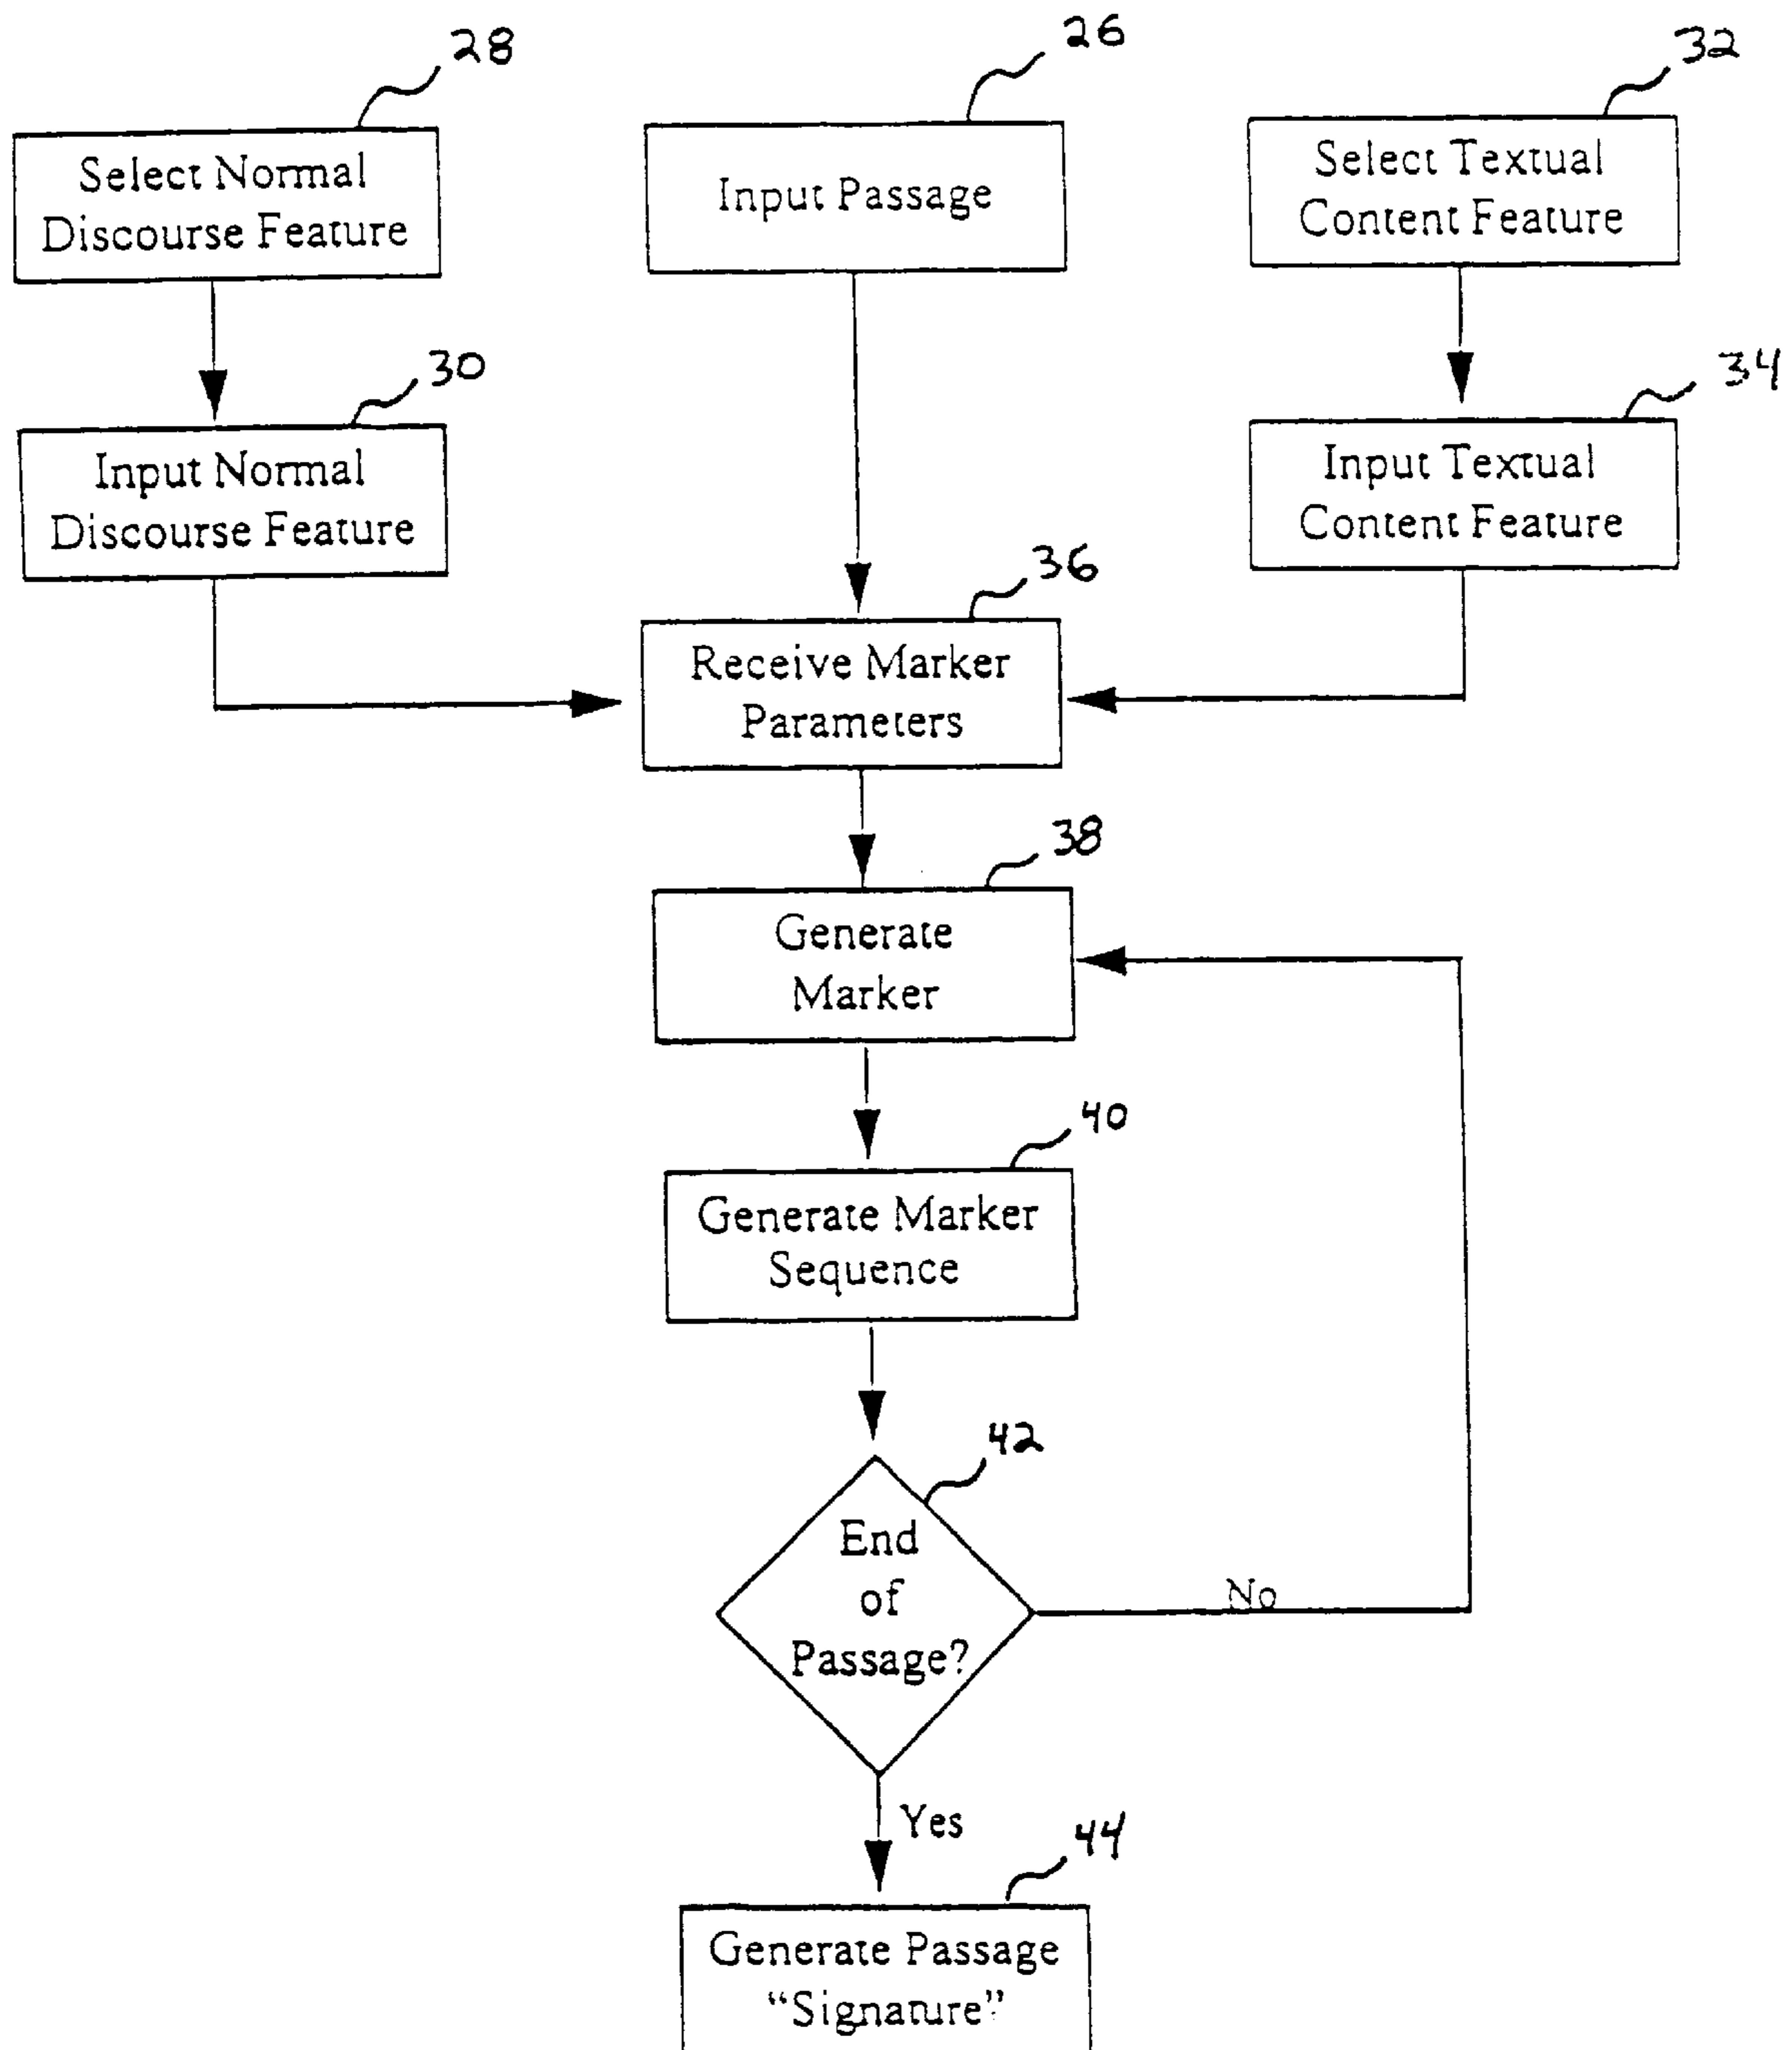 28
26
32
Select Normal
Discourse Feature
Input Passage
Select Textual
Content Feature
30
34
Input Normal
Discourse Feature
Input Textual
Content Feature
36
Receive Marker
Parameters
38
Generate
Marker
40
Generate Marker
Sequence
42
End
of
Passage?
No
Yes
44
Generate Passage
“Signature”